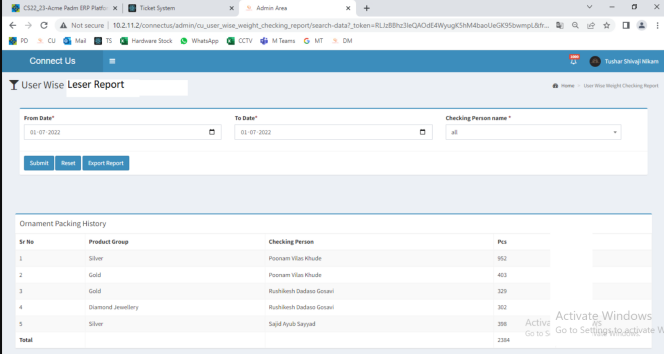 CS22_23-Acme Padm ERP Platfo
Ticket System
Admin Area
Not secure | 10.2.11.2/connectus/admin/cu_user_wise_weight_checking_report/search-data?_token=
PD CU Mail TS Hardware Stock WhatsApp CCTV M Teams MT DM
Connect Us
Tushar Shivaji Nikam
User Wise Leser Report
Home > User Wise Weight Checking Report
From Date* To Date* Checking Person name *
01-07-2022 01-07-2022 all
Submit Reset Export Report
Ornament Packing History
Sr No Product Group Checking Person Pcs
1 Silver Poonam Vilas Khude 952
2 Gold Poonam Vilas Khude 403
3 Gold Rushikesh Dadaso Gosavi 329
4 Diamond Jewellery Rushikesh Dadaso Gosavi 302
5 Silver Sajid Ayub Sayyad 398
Total 2384
Activate Windows
Go to Settings to activate W